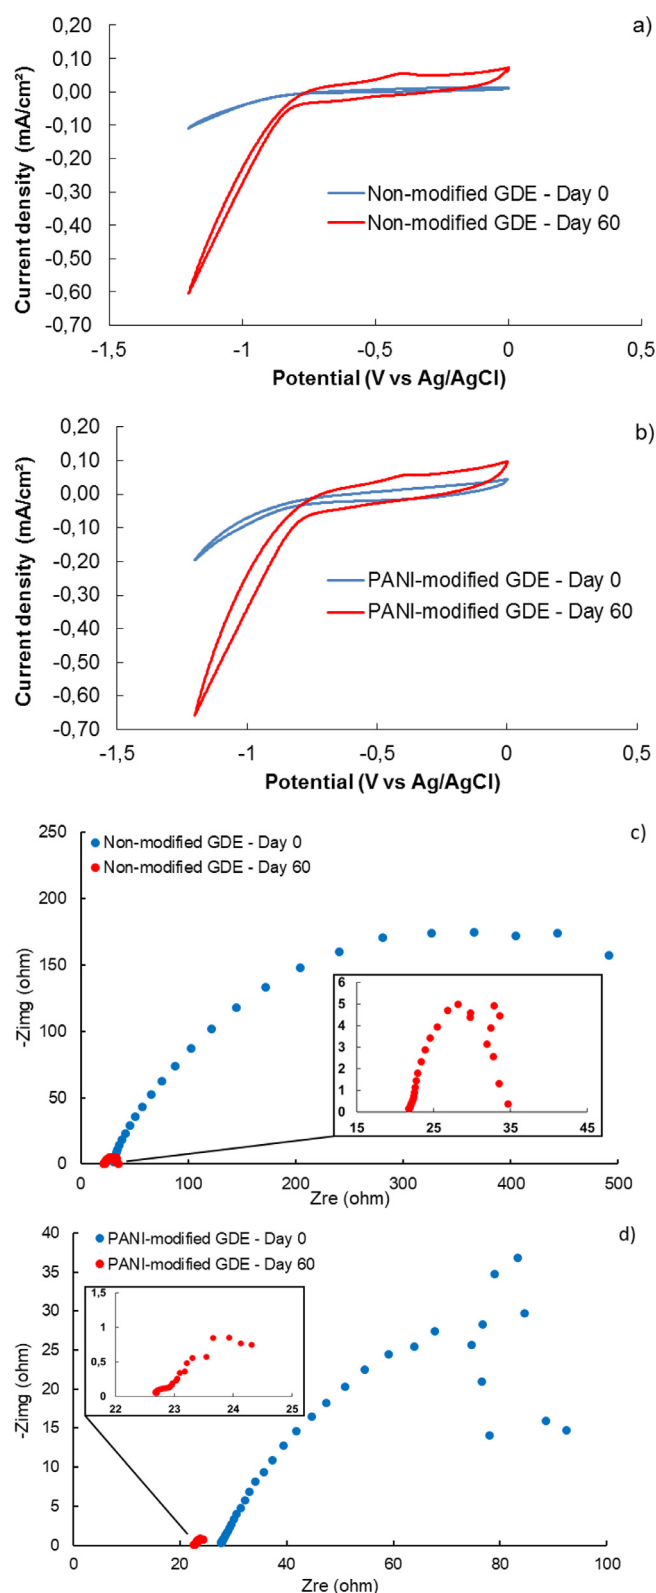 a)
0,20
0,10
0,00
-0,10
-0,20
-0,30
-0,40
-0,50
-0,60
-0,70
Current density (mA/cm²)
Non-modified GDE - Day 0
Non-modified GDE - Day 60
-1,5 -1 -0,5 0 0,5
Potential (V vs Ag/AgCl)
b)
0,20
0,10
0,00
-0,10
-0,20
-0,30
-0,40
-0,50
-0,60
-0,70
Current density (mA/cm²)
PANI-modified GDE - Day 0
PANI-modified GDE - Day 60
-1,5 -1 -0,5 0 0,5
Potential (V vs Ag/AgCl)
c)
Non-modified GDE - Day 0
Non-modified GDE - Day 60
250
200
150
100
50
0
-Zimg (ohm)
6
5
4
3
2
1
0
15 25 35 45
0 100 200 300 400 500
Zre (ohm)
d)
PANI-modified GDE - Day 0
PANI-modified GDE - Day 60
40
35
30
25
20
15
10
5
0
-Zimg (ohm)
1,5
1
0,5
0
22 23 24 25
0 20 40 60 80 100
Zre (ohm)